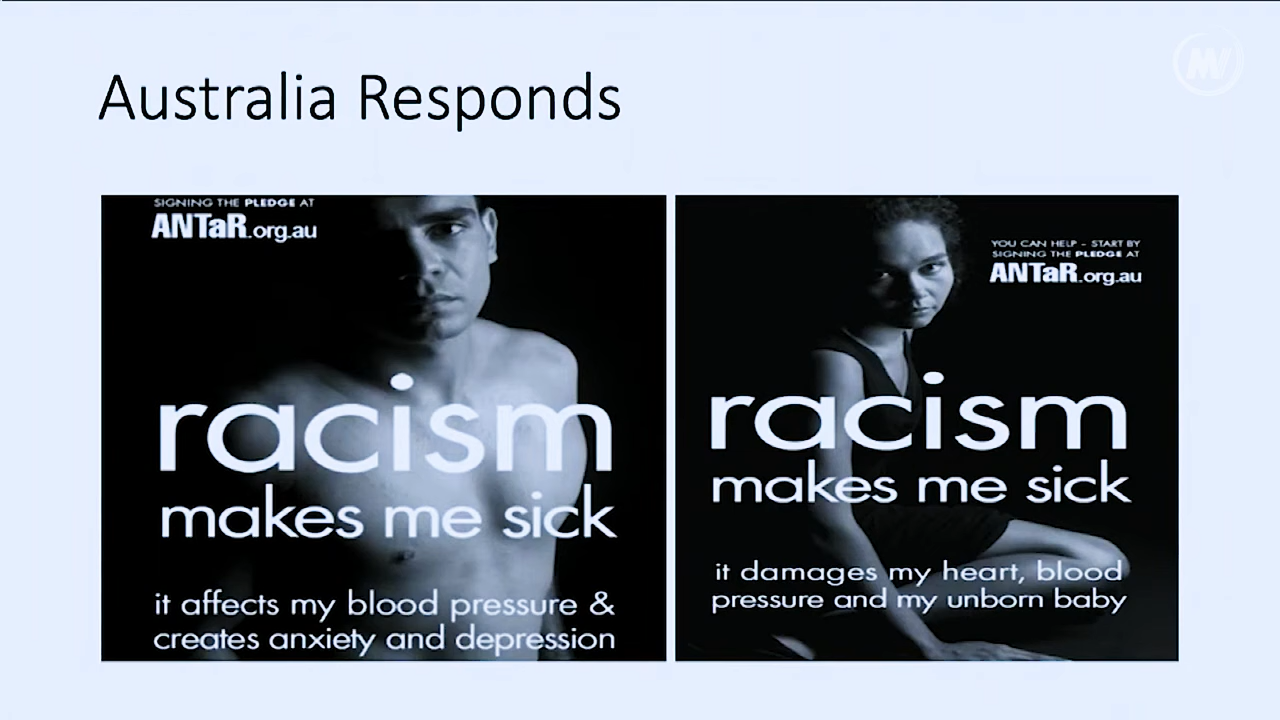 Australia Responds
SIGNING THE PLEDGE AT
ANTaR.org.au
racism
makes me sick
it affects my blood pressure &
creates anxiety and depression
YOU CAN HELP - START BY
SIGNING THE PLEDGE AT
ANTaR.org.au
racism
makes me sick
it damages my heart, blood
pressure and my unborn baby